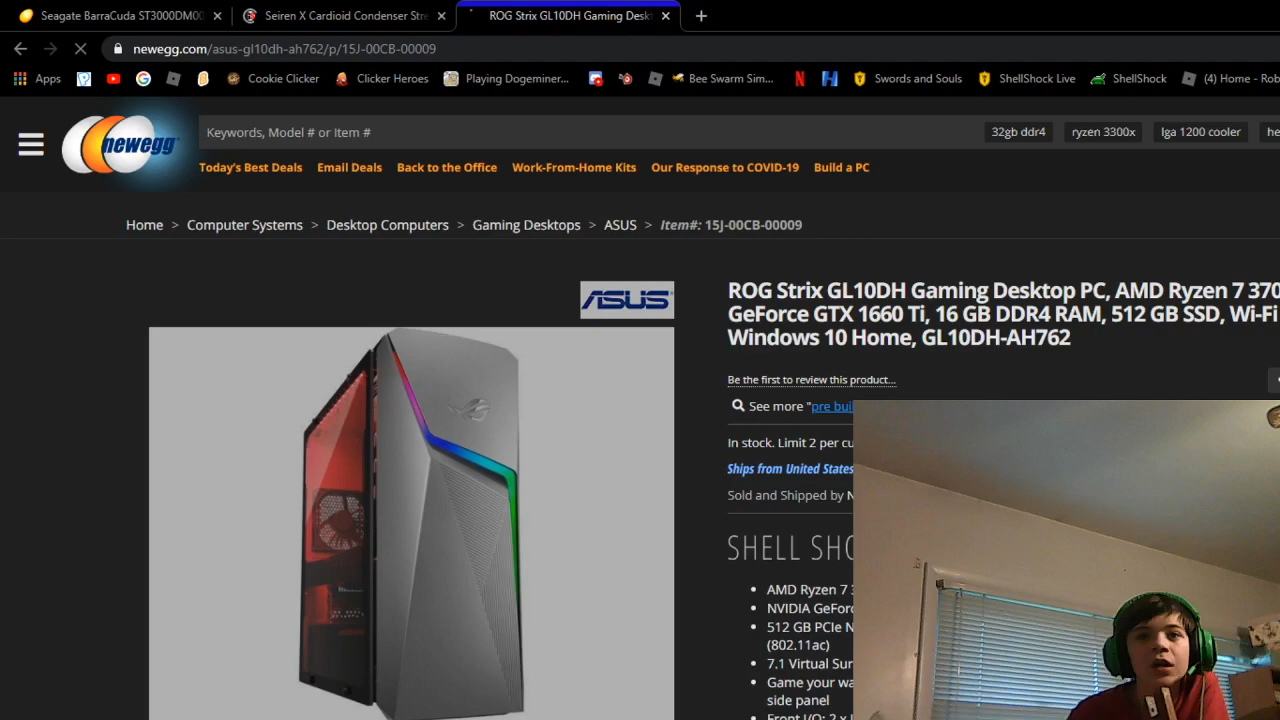 Seagate BarraCuda ST3000DM00
Seiren X Cardioid Condenser Stre
ROG Strix GL10DH Gaming Desk
newegg.com/asus-gl10dh-ah762/p/15J-00CB-00009
Apps Cookie Clicker Clicker Heroes Playing Dogeminer... Bee Swarm Sim... Swords and Souls ShellShock Live ShellShock (4) Home - Rob
newegg
Keywords, Model # or Item #
32gb ddr4 ryzen 3300x lga 1200 cooler he
Today's Best Deals Email Deals Back to the Office Work-From-Home Kits Our Response to COVID-19 Build a PC
Home > Computer Systems > Desktop Computers > Gaming Desktops > ASUS > Item#: 15J-00CB-00009
ASUS
ROG Strix GL10DH Gaming Desktop PC, AMD Ryzen 7 370
GeForce GTX 1660 Ti, 16 GB DDR4 RAM, 512 GB SSD, Wi-Fi
Windows 10 Home, GL10DH-AH762
Be the first to review this product...
See more "pre buil
In stock. Limit 2 per cu
Ships from United States
Sold and Shipped by N
SHELL SHO
AMD Ryzen 7 3
NVIDIA GeForc
512 GB PCIe N
(802.11ac)
7.1 Virtual Sur
Game your wa
side panel
Front I/O: 2 x